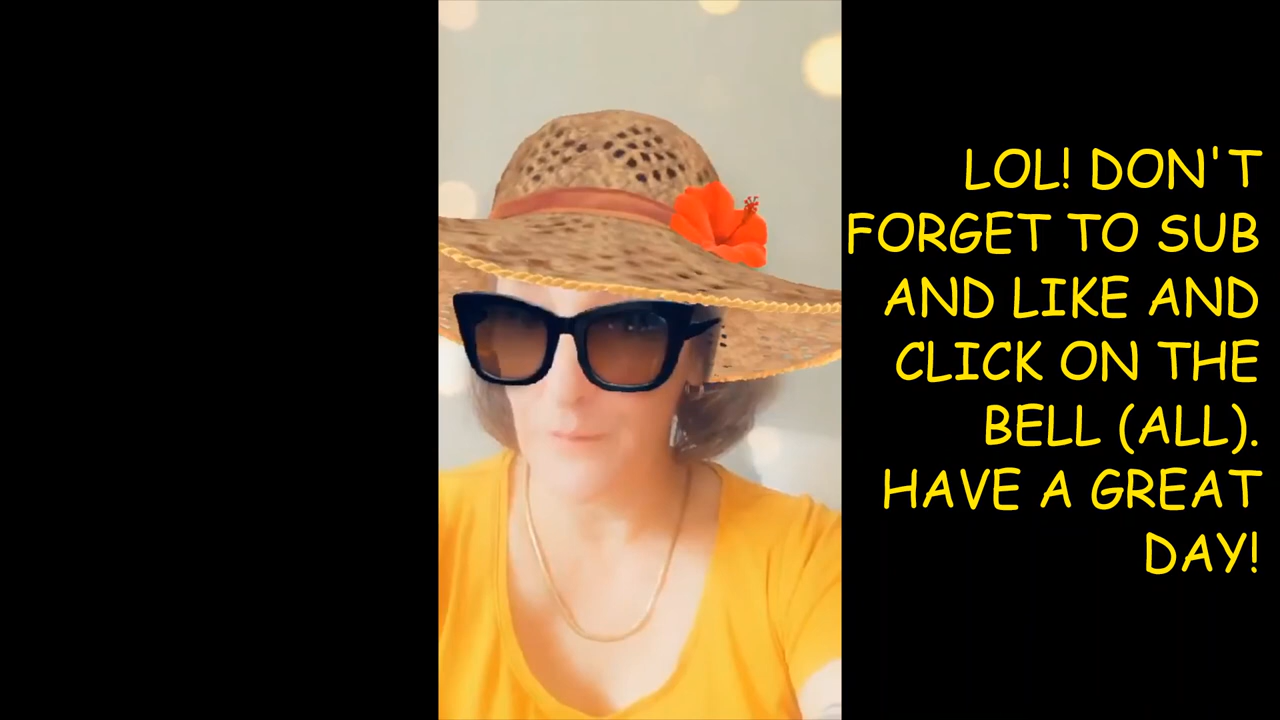 LOL! DON'T
FORGET TO SUB
AND LIKE AND
CLICK ON THE
BELL (ALL).
HAVE A GREAT
DAY!